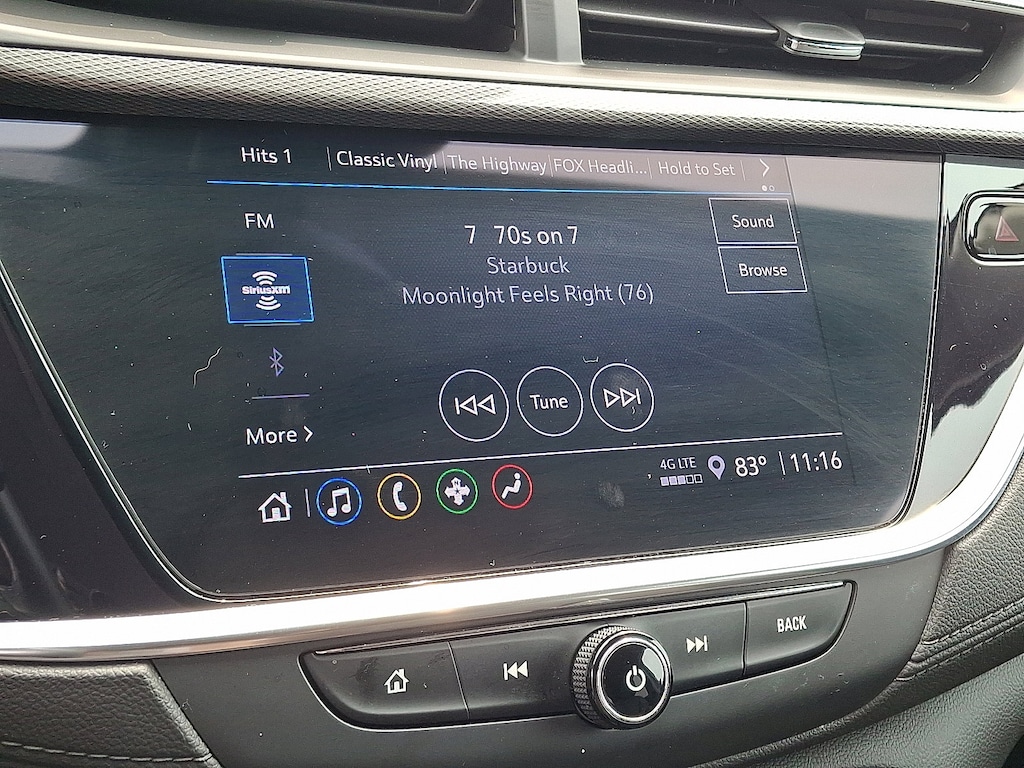 Hits 1
Classic Vinyl
The Highway
FOX Headli...
Hold to Set
FM
7 70s on 7
Sound
Starbuck
Browse
SiriusXM
Moonlight Feels Right (76)
Tune
More
4G LTE
83° 11:16
BACK